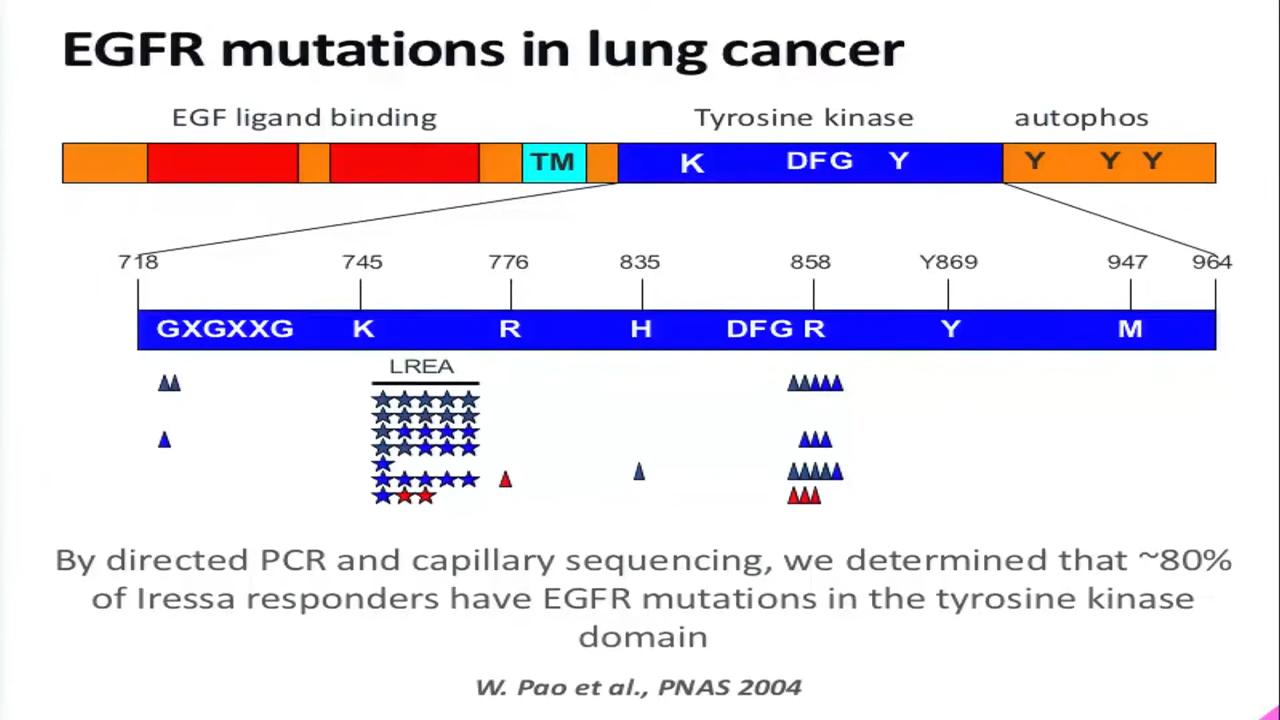 EGFR mutations in lung cancer
EGF ligand binding Tyrosine kinase autophos
TM K DFG Y Y Y Y
718 745 776 835 858 Y869 947 964
GXGXXG K R H DFG R Y M
LREA
By directed PCR and capillary sequencing, we determined that ~80%
of Iressa responders have EGFR mutations in the tyrosine kinase
domain
W. Pao et al., PNAS 2004